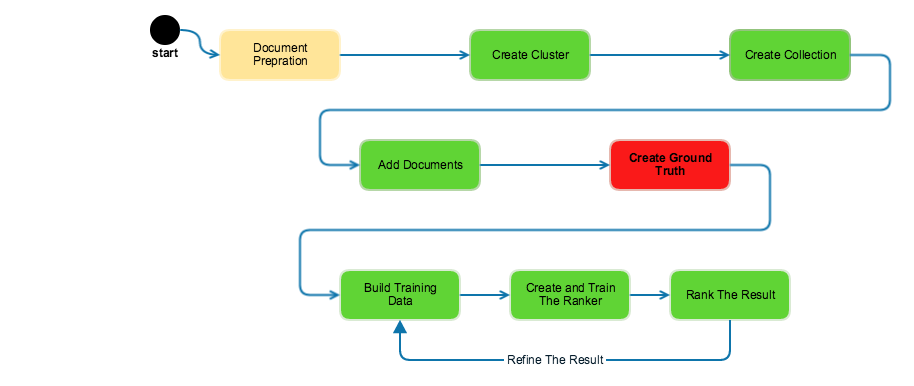 start
Document
Prepration
Create Cluster
Create Collection
Add Documents
Create Ground
Truth
Build Training
Data
Create and Train
The Ranker
Rank The Result
Refine The Result